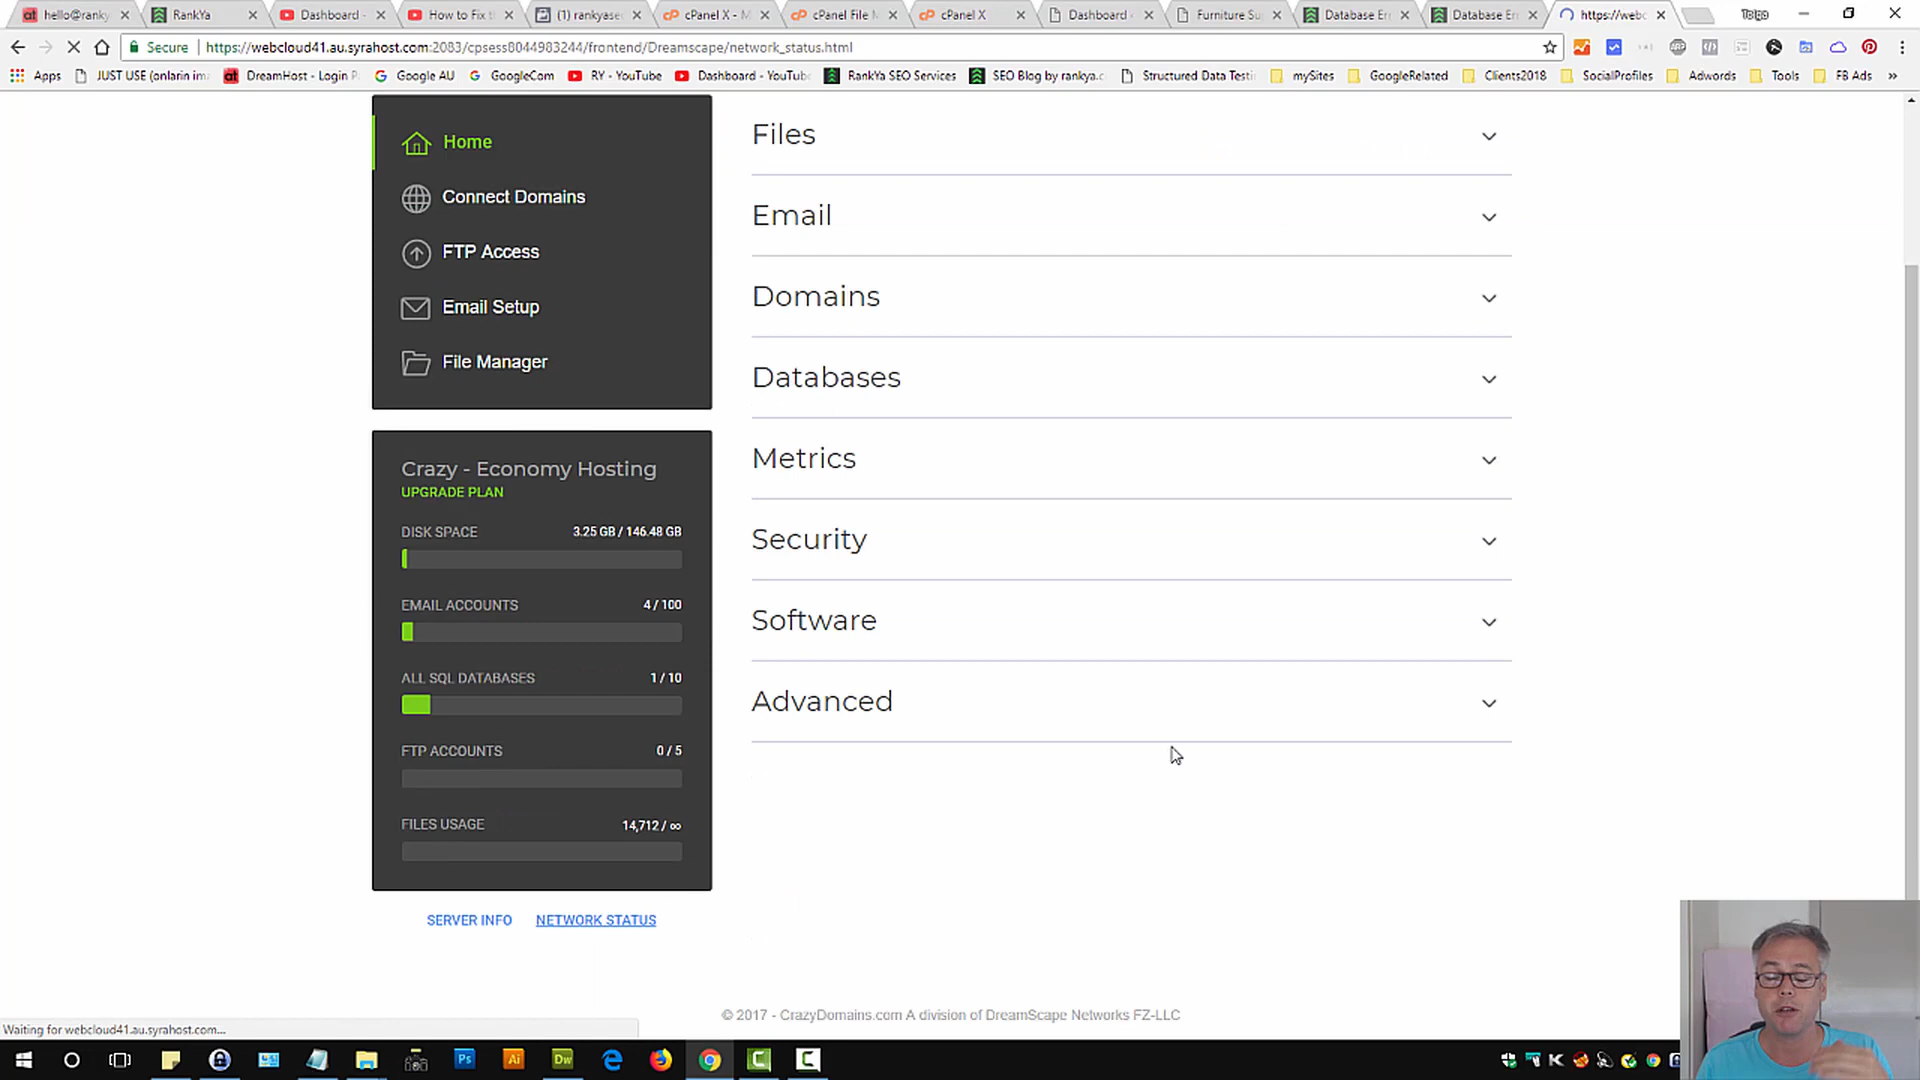 hello@ranky
RankYa
Dashboard -
How to Fix th
(1) rankyase
cPanel X - M
cPanel File M
cPanel X
Dashboard
Furniture Su
Database Err
Database Err
https://webc
Tolga
Secure
https://webcloud41.au.syrahost.com:2083/cpsess8044983244/frontend/Dreamscape/network_status.html
Apps
JUST USE (onlarin im
DreamHost - Login P
Google AU
GoogleCom
RY - YouTube
Dashboard - YouTub
RankYa SEO Services
SEO Blog by rankya.c
Structured Data Testi
mySites
GoogleRelated
Clients2018
SocialProfiles
Adwords
Tools
FB Ads
»
Home
Connect Domains
FTP Access
Email Setup
File Manager
Crazy - Economy Hosting
UPGRADE PLAN
DISK SPACE 3.25 GB / 146.48 GB
EMAIL ACCOUNTS 4 / 100
ALL SQL DATABASES 1 / 10
FTP ACCOUNTS 0 / 5
FILES USAGE 14,712 / ∞
SERVER INFO NETWORK STATUS
Files
Email
Domains
Databases
Metrics
Security
Software
Advanced
© 2017 - CrazyDomains.com A division of DreamScape Networks FZ-LLC
Waiting for webcloud41.au.syrahost.com...